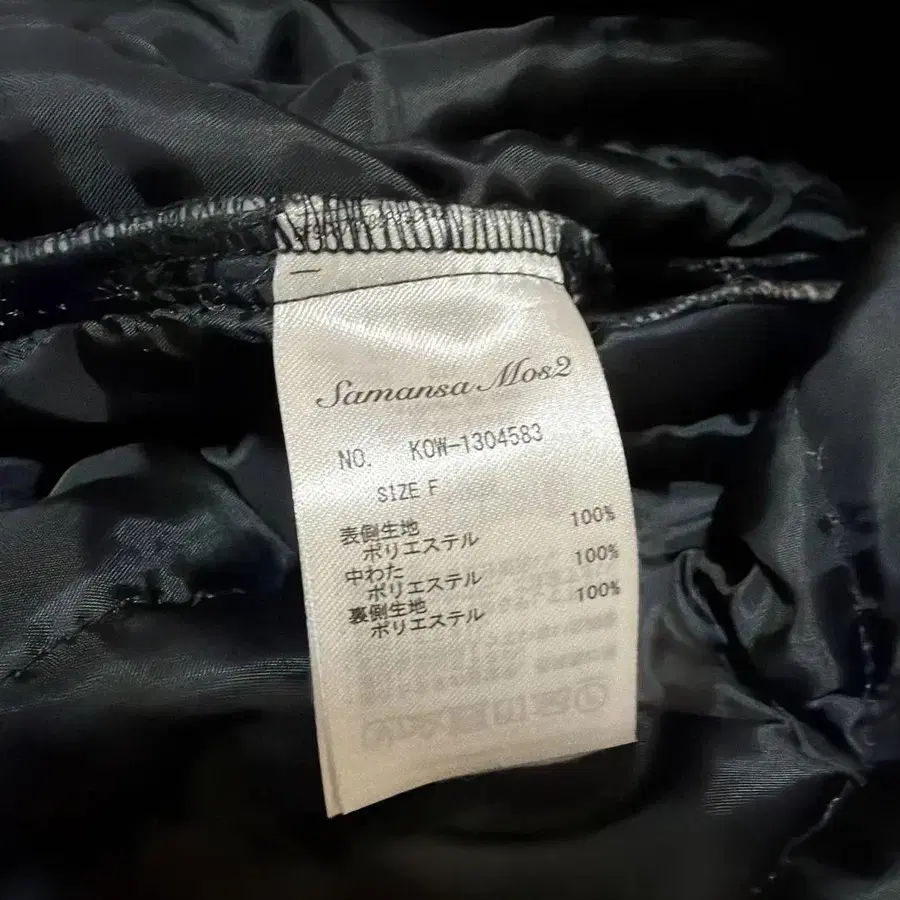 Samansa Mos2
NO. KOW-1304583
SIZE F
表側生地
ポリエステル 100%
中わた
ポリエステル 100%
裏側生地
ポリエステル 100%